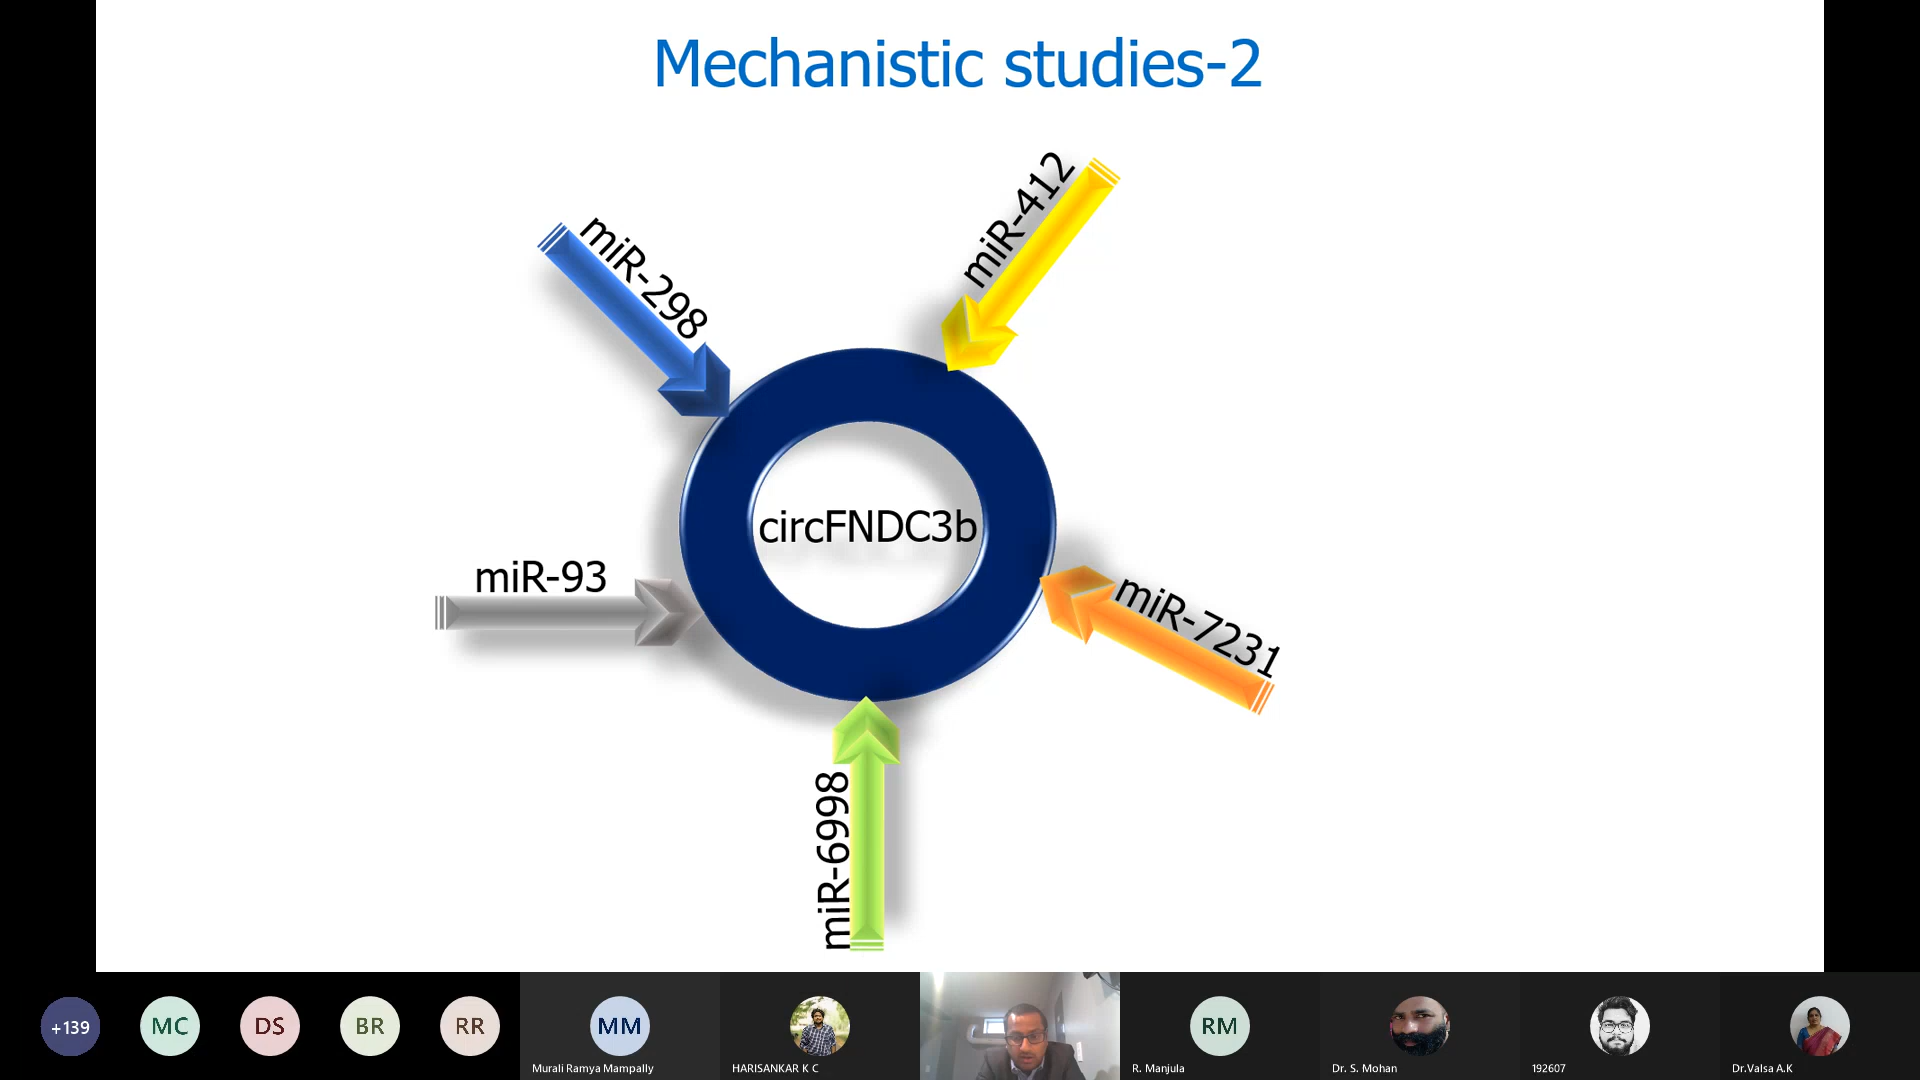 Mechanistic studies-2
miR-412
miR-298
circFNDC3b
miR-93
miR-7231
miR-6998
+139
MC
DS
BR
RR
MM
RM
Murali Ramya Mampally
HARISANKAR K C
R. Manjula
Dr. S. Mohan
192607
Dr.Valsa A.K